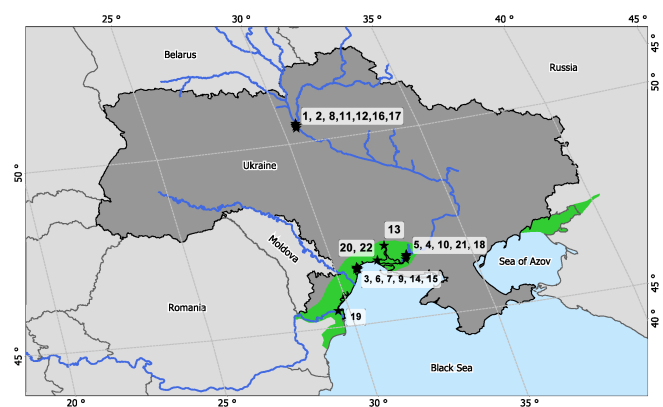 25 °
30 °
35 °
40 °
45 °
45 °
Belarus
Russia
50 °
1, 2, 8,11,12,16,17
Ukraine
50 °
13
Moldova
20, 22
5, 4, 10, 21, 18
Sea of Azov
3, 6, 7, 9, 14, 15
45 °
Romania
19
40 °
45 °
Black Sea
20 °
25 °
30 °
35 °